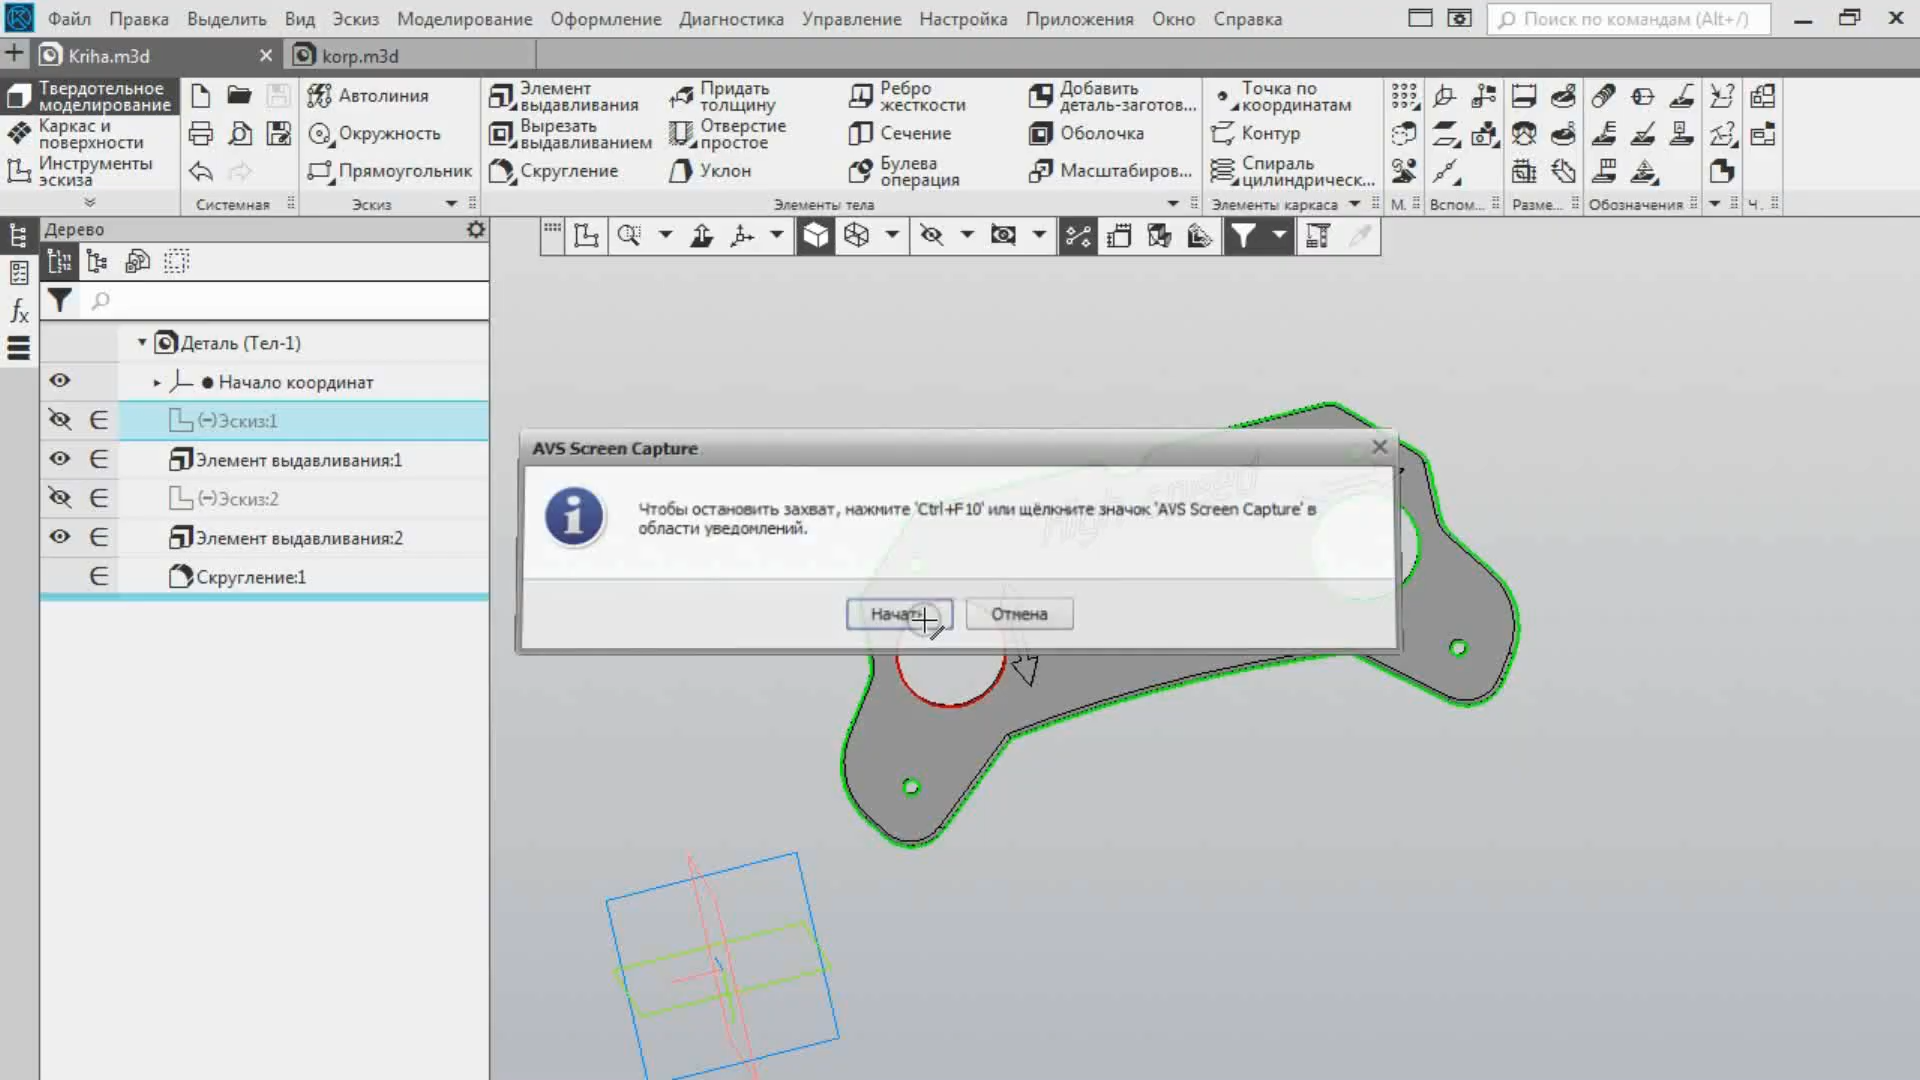 Файл Правка Выделить Вид Эскиз Моделирование Оформление Диагностика Управление Настройка Приложения Окно Справка Поиск по командам (Alt+/)
Kriha.m3d korp.m3d
Твердотельное моделирование
Каркас и поверхности
Инструменты эскиза
Системная
Автолиния
Окружность
Прямоугольник
Эскиз
Элемент выдавливания
Вырезать выдавливанием
Скругление
Придать толщину
Отверстие простое
Уклон
Ребро жесткости
Сечение
Булева операция
Добавить деталь-заготов...
Оболочка
Масштабиров...
Элементы тела
Точка по координатам
Контур
Спираль цилиндрическ...
Элементы каркаса
М.
Вспом...
Разме...
Обозначения
Ч.
Дерево
Деталь (Тел-1)
Начало координат
(−)Эскиз:1
Элемент выдавливания:1
(−)Эскиз:2
Элемент выдавливания:2
Скругление:1
AVS Screen Capture
Чтобы остановить захват, нажмите 'Ctrl+F10' или щёлкните значок 'AVS Screen Capture' в
области уведомлений.
Начать Отмена
High speed